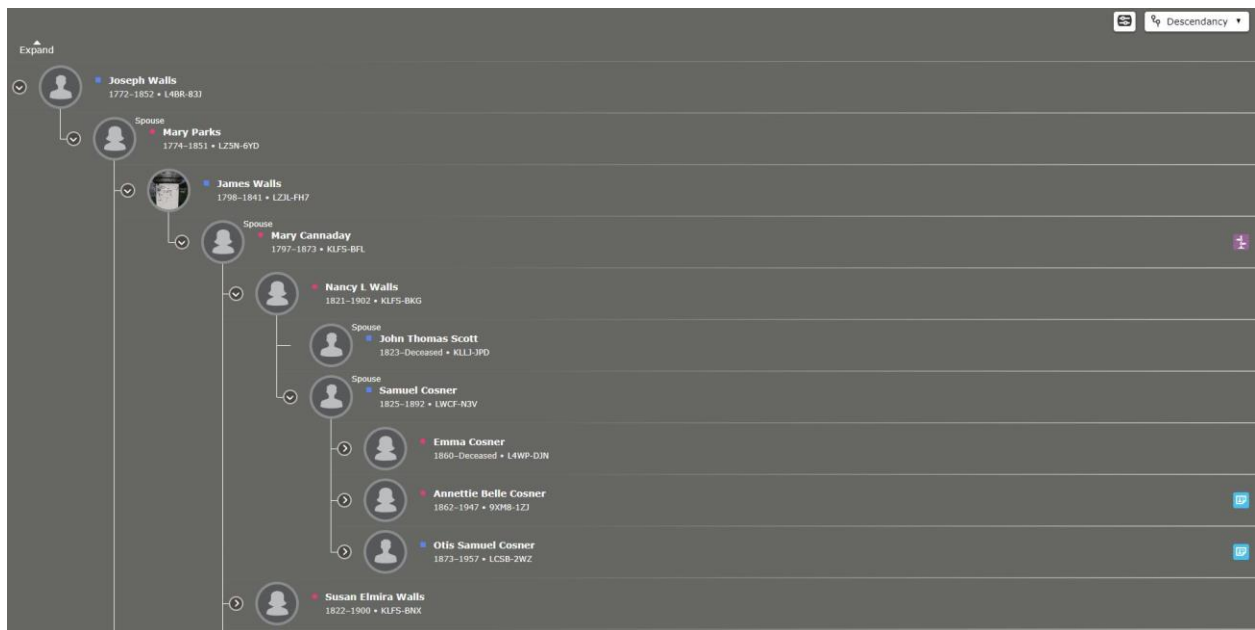 Descendancy
Expand
Joseph Walls
1772–1852 • L4BR-83J
Spouse
Mary Parks
1774–1851 • LZ5N-6YD
James Walls
1798–1841 • LZJL-FH7
Spouse
Mary Cannaday
1797–1873 • KLFS-BFL
Nancy L Walls
1821–1902 • KLFS-BKG
Spouse
John Thomas Scott
1823–Deceased • KLLJ-JPD
Spouse
Samuel Cosner
1825–1892 • LWCF-N3V
Emma Cosner
1860–Deceased • L4WP-DJN
Annettie Belle Cosner
1862–1947 • 9XM8-1ZJ
Otis Samuel Cosner
1873–1957 • LCSB-2WZ
Susan Elmira Walls
1822–1900 • KLFS-BNX